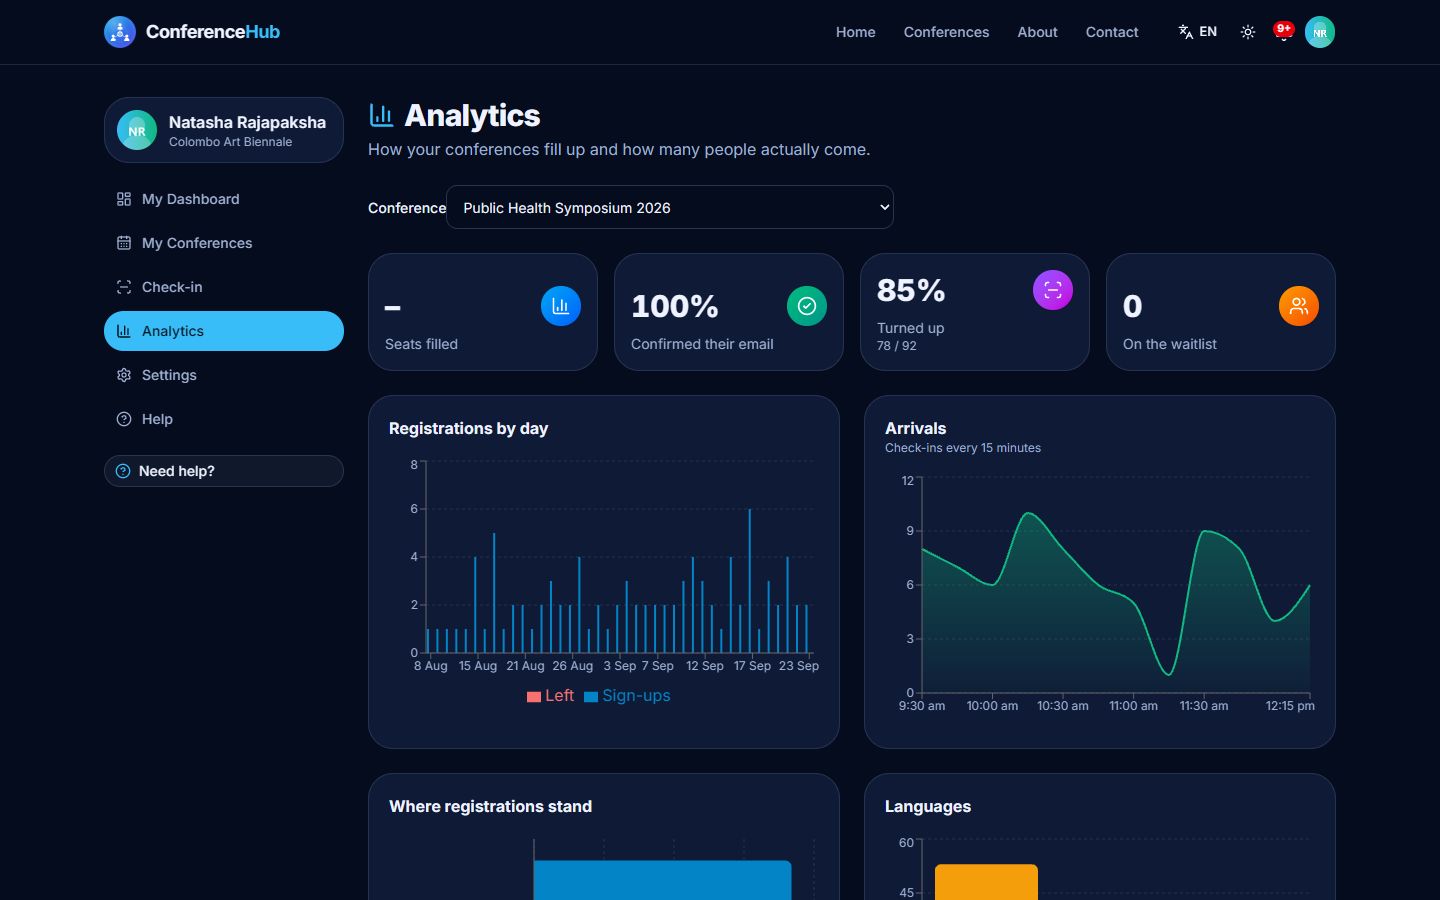 ConferenceHub
Home
Conferences
About
Contact
EN
9+
NR
NR
Natasha Rajapaksha
Colombo Art Biennale
My Dashboard
My Conferences
Check-in
Analytics
Settings
Help
Need help?
Analytics
How your conferences fill up and how many people actually come.
Conference
Public Health Symposium 2026
–
Seats filled
100%
Confirmed their email
85%
Turned up
78 / 92
0
On the waitlist
Registrations by day
8
6
4
2
0
8 Aug 15 Aug 21 Aug 26 Aug 3 Sep 7 Sep 12 Sep 17 Sep 23 Sep
Left Sign-ups
Arrivals
Check-ins every 15 minutes
12
9
6
3
0
9:30 am 10:00 am 10:30 am 11:00 am 11:30 am 12:15 pm
Where registrations stand
Languages
60
45